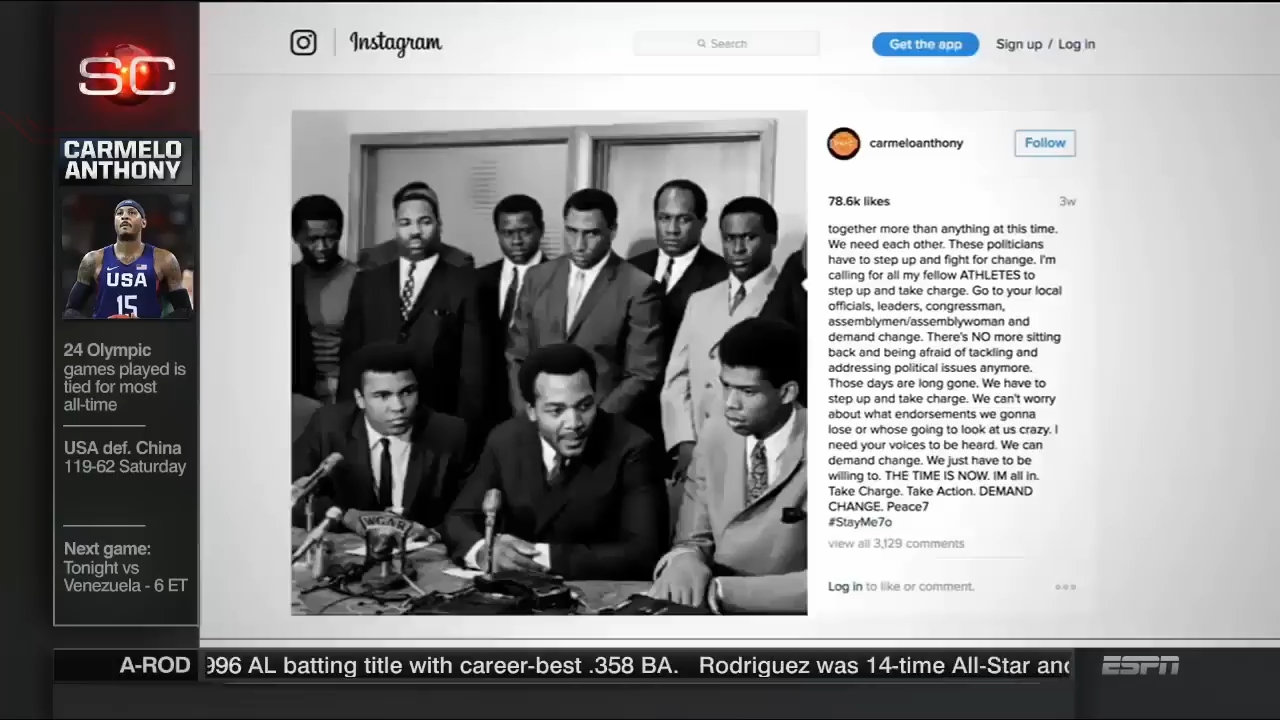 SC
CARMELO
ANTHONY
USA
15
24 Olympic
games played is
tied for most
all-time
USA def. China
119-62 Saturday
Next game:
Tonight vs
Venezuela - 6 ET
Instagram
Search
Get the app
Sign up / Log in
WGAR
carmeloanthony
Follow
78.6k likes
3w
together more than anything at this time.
We need each other. These politicians
have to step up and fight for change. I'm
calling for all my fellow ATHLETES to
step up and take charge. Go to your local
officials, leaders, congressman,
assemblymen/assemblywoman and
demand change. There's NO more sitting
back and being afraid of tackling and
addressing political issues anymore.
Those days are long gone. We have to
step up and take charge. We can't worry
about what endorsements we gonna
lose or whose going to look at us crazy. I
need your voices to be heard. We can
demand change. We just have to be
willing to. THE TIME IS NOW. IM all in.
Take Charge. Take Action. DEMAND
CHANGE. Peace7
#StayMe7o
view all 3,129 comments
Log in to like or comment.
A-ROD
996 AL batting title with career-best .358 BA. Rodriguez was 14-time All-Star and
ESPN